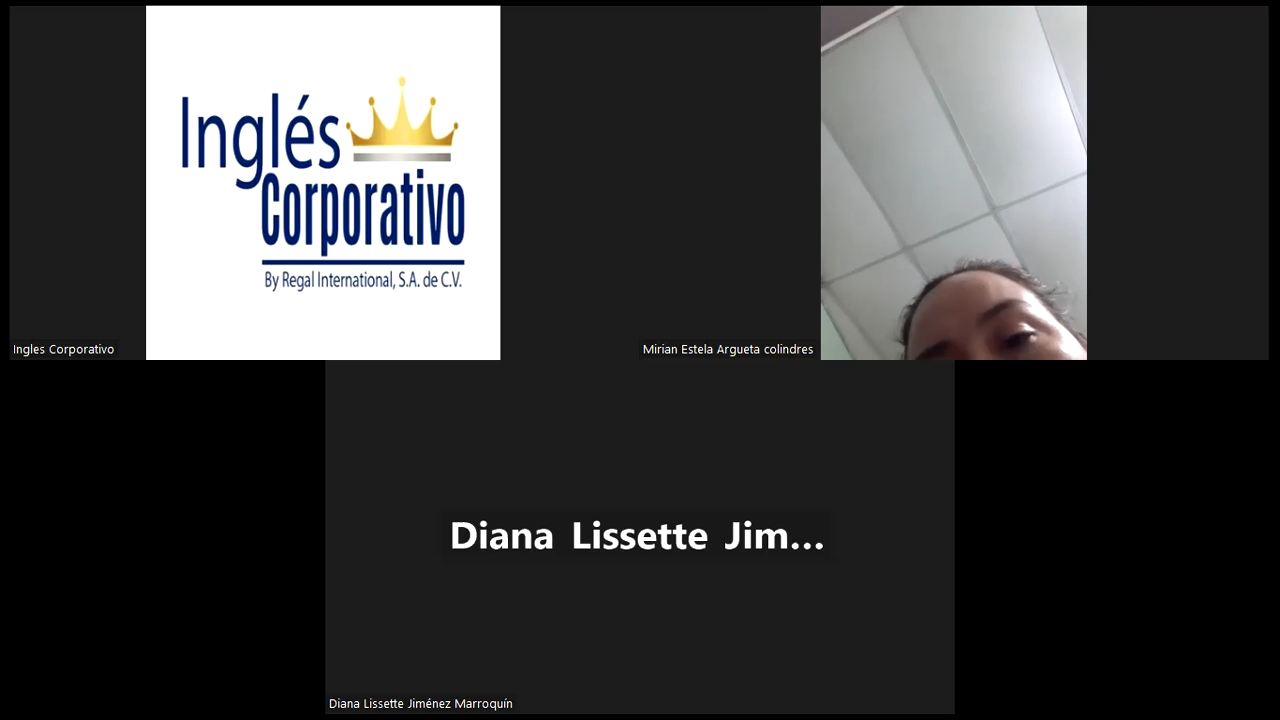 Inglés
Corporativo
By Regal International, S.A. de C.V.
Ingles Corporativo
Mirian Estela Argueta colindres
Diana Lissette Jim...
Diana Lissette Jiménez Marroquín